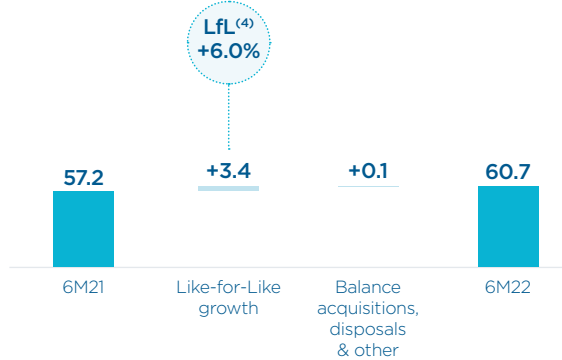 LfL(4)
+6.0%
57.2
+3.4
+0.1
60.7
6M21
Like-for-Like
growth
Balance
acquisitions,
disposals
& other
6M22